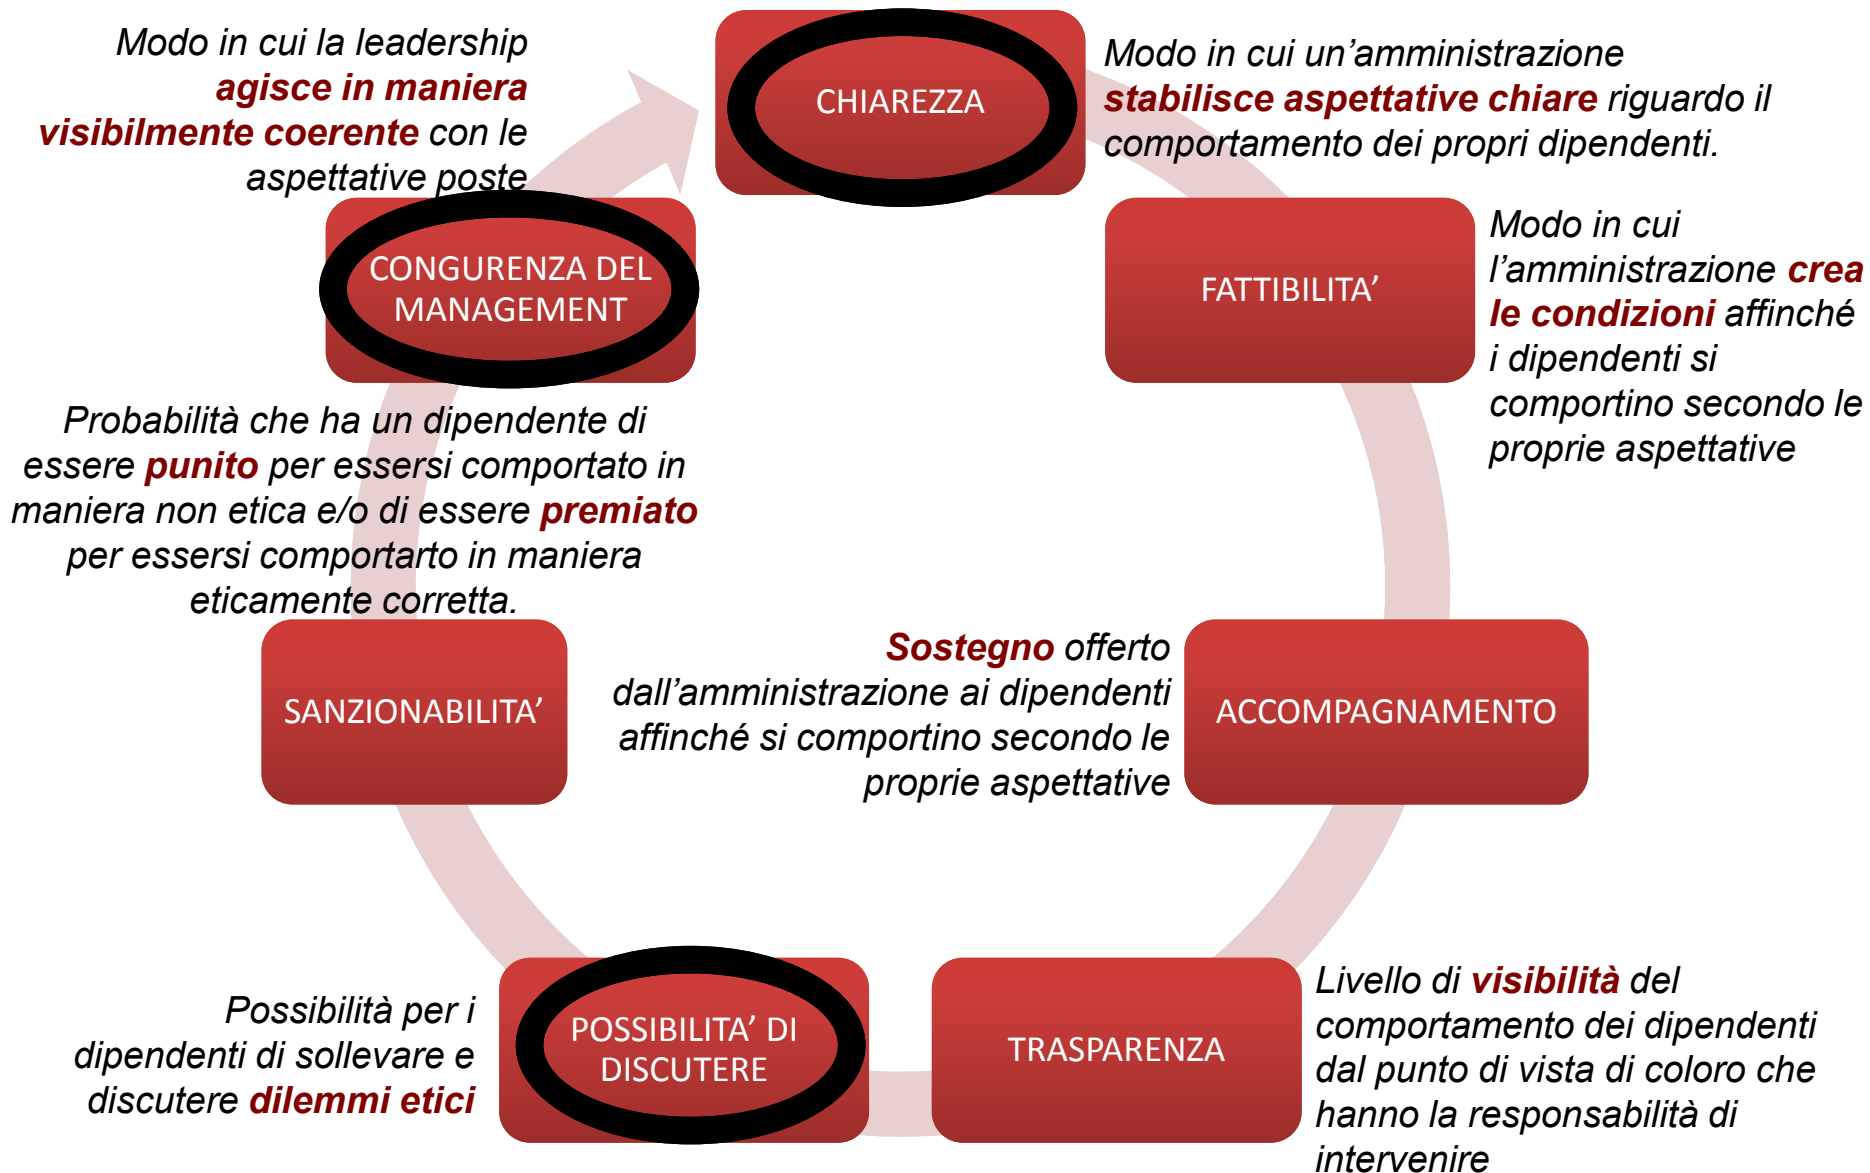 CHIAREZZA
Modo in cui un’amministrazione
stabilisce aspettative chiare riguardo il
comportamento dei propri dipendenti.
FATTIBILITA’
Modo in cui
l’amministrazione crea
le condizioni affinché
i dipendenti si
comportino secondo le
proprie aspettative
ACCOMPAGNAMENTO
Sostegno offerto
dall’amministrazione ai dipendenti
affinché si comportino secondo le
proprie aspettative
TRASPARENZA
Livello di visibilità del
comportamento dei dipendenti
dal punto di vista di coloro che
hanno la responsabilità di
intervenire
POSSIBILITA’ DI
DISCUTERE
Possibilità per i
dipendenti di sollevare e
discutere dilemmi etici
SANZIONABILITA’
Probabilità che ha un dipendente di
essere punito per essersi comportato in
maniera non etica e/o di essere premiato
per essersi comportarto in maniera
eticamente corretta.
CONGURENZA DEL
MANAGEMENT
Modo in cui la leadership
agisce in maniera
visibilmente coerente con le
aspettative poste